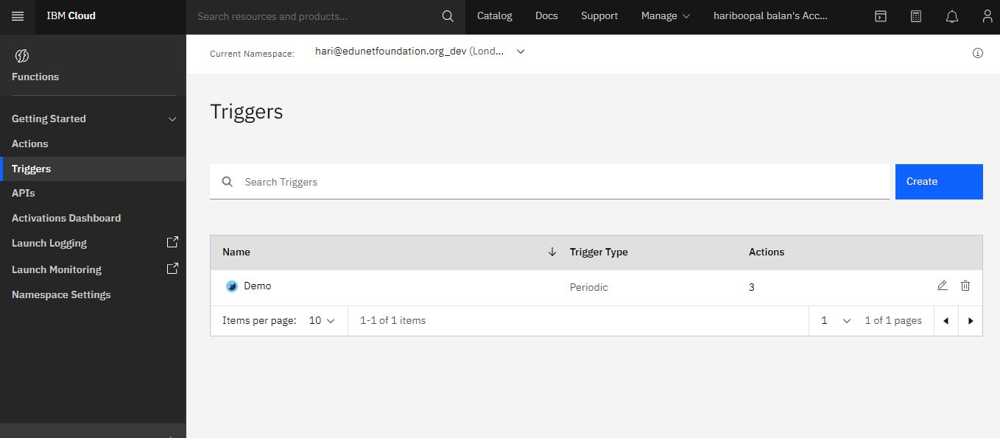 IBM Cloud
Search resources and products...
Catalog
Docs
Support
Manage
hariboopal balan's Acc...
Functions
Getting Started
Actions
Triggers
APIs
Activations Dashboard
Launch Logging
Launch Monitoring
Namespace Settings
Current Namespace: hari@edunetfoundation.org_dev (Lond...
Triggers
Search Triggers
Create
Name Trigger Type Actions
Demo Periodic 3
Items per page: 10 1-1 of 1 items 1 1 of 1 pages